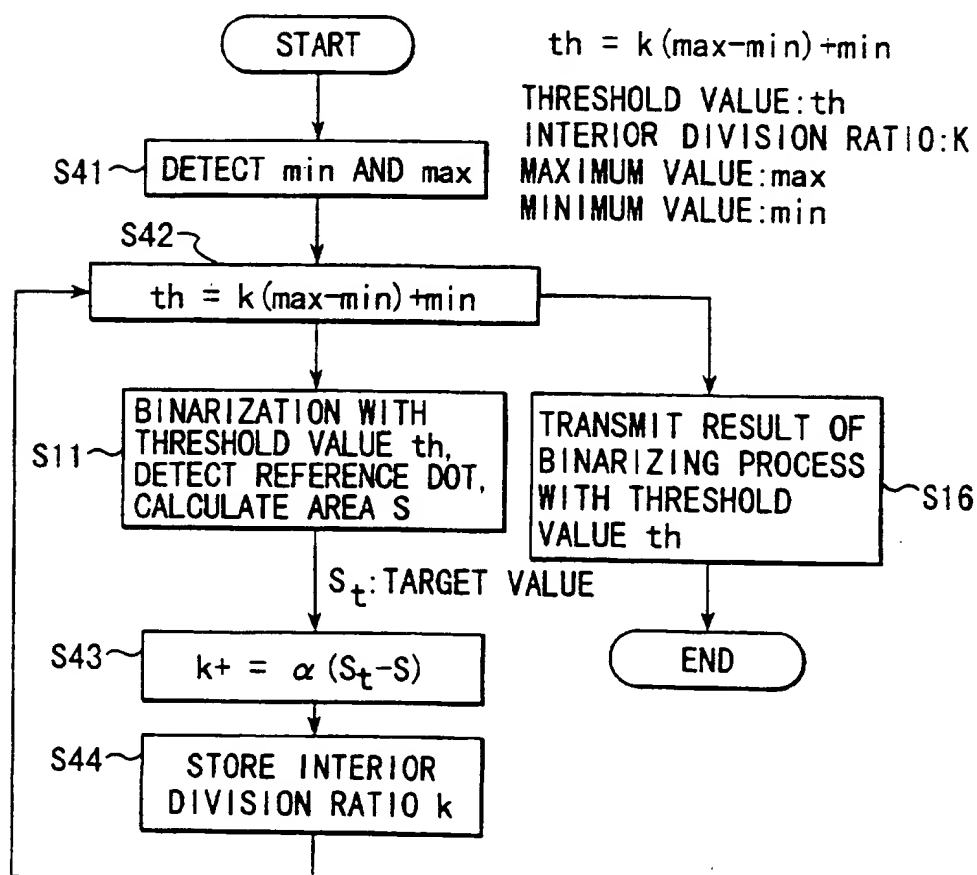 START
th = k(max-min)+min
THRESHOLD VALUE:th
INTERIOR DIVISION RATIO:K
MAXIMUM VALUE:max
MINIMUM VALUE:min
S41
DETECT min AND max
S42
th = k(max-min)+min
S11
BINARIZATION WITH
THRESHOLD VALUE th,
DETECT REFERENCE DOT,
CALCULATE AREA S
TRANSMIT RESULT OF
BINARIZING PROCESS
WITH THRESHOLD
VALUE th
S16
St:TARGET VALUE
S43
k+ = α(St-S)
END
S44
STORE INTERIOR
DIVISION RATIO k